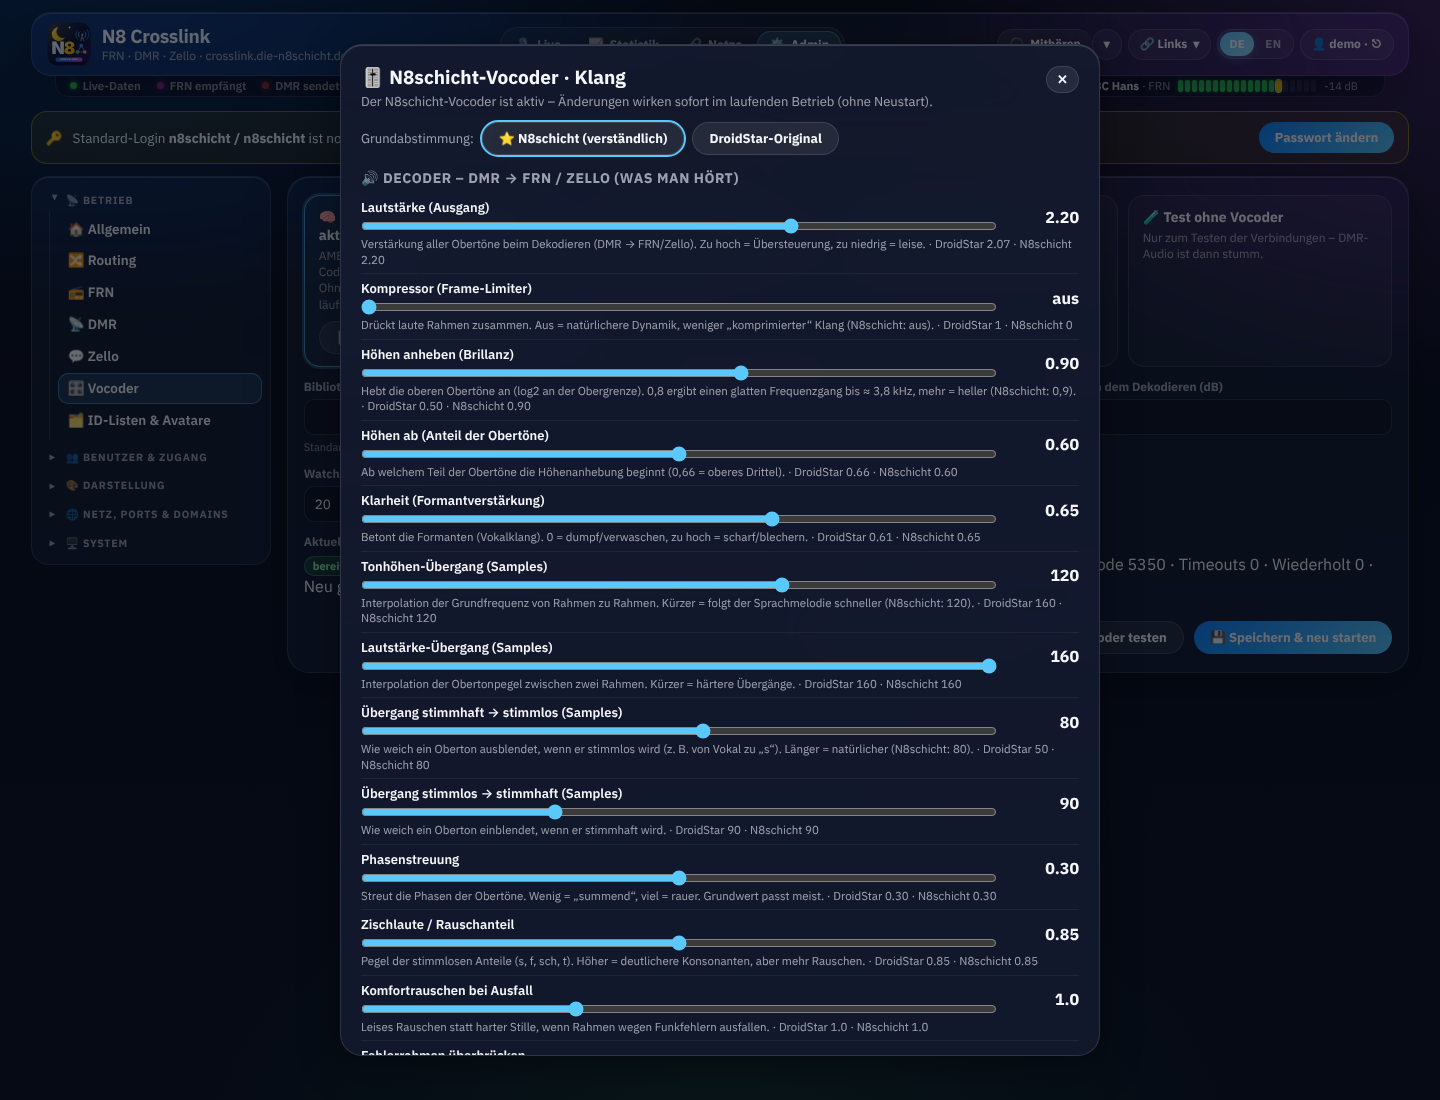 N8 Crosslink
FRN · DMR · Zello · crosslink.die-n8schicht.d
Live
Statistik
Netze
Admin
Mithören
▾
Links ▾
DE
EN
demo ·
Live-Daten
FRN empfängt
DMR sendet
C Hans · FRN
-14 dB
Standard-Login n8schicht / n8schicht ist no
Passwort ändern
BETRIEB
Allgemein
Routing
FRN
DMR
Zello
Vocoder
ID-Listen & Avatare
BENUTZER & ZUGANG
DARSTELLUNG
NETZ, PORTS & DOMAINS
SYSTEM
akt
AMB
Cod
Ohn
läuf
Test ohne Vocoder
Nur zum Testen der Verbindungen – DMR-
Audio ist dann stumm.
Bibliot
dem Dekodieren (dB)
Standar
Watch
20
Aktuel
berei
Neu g
ode 5350 · Timeouts 0 · Wiederholt 0 ·
oder testen
Speichern & neu starten
N8schicht-Vocoder · Klang
✕
Der N8schicht-Vocoder ist aktiv – Änderungen wirken sofort im laufenden Betrieb (ohne Neustart).
Grundabstimmung:
N8schicht (verständlich)
DroidStar-Original
DECODER – DMR → FRN / ZELLO (WAS MAN HÖRT)
Lautstärke (Ausgang)
2.20
Verstärkung aller Obertöne beim Dekodieren (DMR → FRN/Zello). Zu hoch = Übersteuerung, zu niedrig = leise. · DroidStar 2.07 · N8schicht
2.20
Kompressor (Frame-Limiter)
aus
Drückt laute Rahmen zusammen. Aus = natürlichere Dynamik, weniger „komprimierter“ Klang (N8schicht: aus). · DroidStar 1 · N8schicht 0
Höhen anheben (Brillanz)
0.90
Hebt die oberen Obertöne an (log2 an der Obergrenze). 0,8 ergibt einen glatten Frequenzgang bis ≈ 3,8 kHz, mehr = heller (N8schicht: 0,9).
· DroidStar 0.50 · N8schicht 0.90
Höhen ab (Anteil der Obertöne)
0.60
Ab welchem Teil der Obertöne die Höhenanhebung beginnt (0,66 = oberes Drittel). · DroidStar 0.66 · N8schicht 0.60
Klarheit (Formantverstärkung)
0.65
Betont die Formanten (Vokalklang). 0 = dumpf/verwaschen, zu hoch = scharf/blechern. · DroidStar 0.61 · N8schicht 0.65
Tonhöhen-Übergang (Samples)
120
Interpolation der Grundfrequenz von Rahmen zu Rahmen. Kürzer = folgt der Sprachmelodie schneller (N8schicht: 120). · DroidStar 160 ·
N8schicht 120
Lautstärke-Übergang (Samples)
160
Interpolation der Obertonpegel zwischen zwei Rahmen. Kürzer = härtere Übergänge. · DroidStar 160 · N8schicht 160
Übergang stimmhaft → stimmlos (Samples)
80
Wie weich ein Oberton ausblendet, wenn er stimmlos wird (z. B. von Vokal zu „s“). Länger = natürlicher (N8schicht: 80). · DroidStar 50 ·
N8schicht 80
Übergang stimmlos → stimmhaft (Samples)
90
Wie weich ein Oberton einblendet, wenn er stimmhaft wird. · DroidStar 90 · N8schicht 90
Phasenstreuung
0.30
Streut die Phasen der Obertöne. Wenig = „summend“, viel = rauer. Grundwert passt meist. · DroidStar 0.30 · N8schicht 0.30
Zischlaute / Rauschanteil
0.85
Pegel der stimmlosen Anteile (s, f, sch, t). Höher = deutlichere Konsonanten, aber mehr Rauschen. · DroidStar 0.85 · N8schicht 0.85
Komfortrauschen bei Ausfall
1.0
Leises Rauschen statt harter Stille, wenn Rahmen wegen Funkfehlern ausfallen. · DroidStar 1.0 · N8schicht 1.0
Fehlerrahmen überbrücken